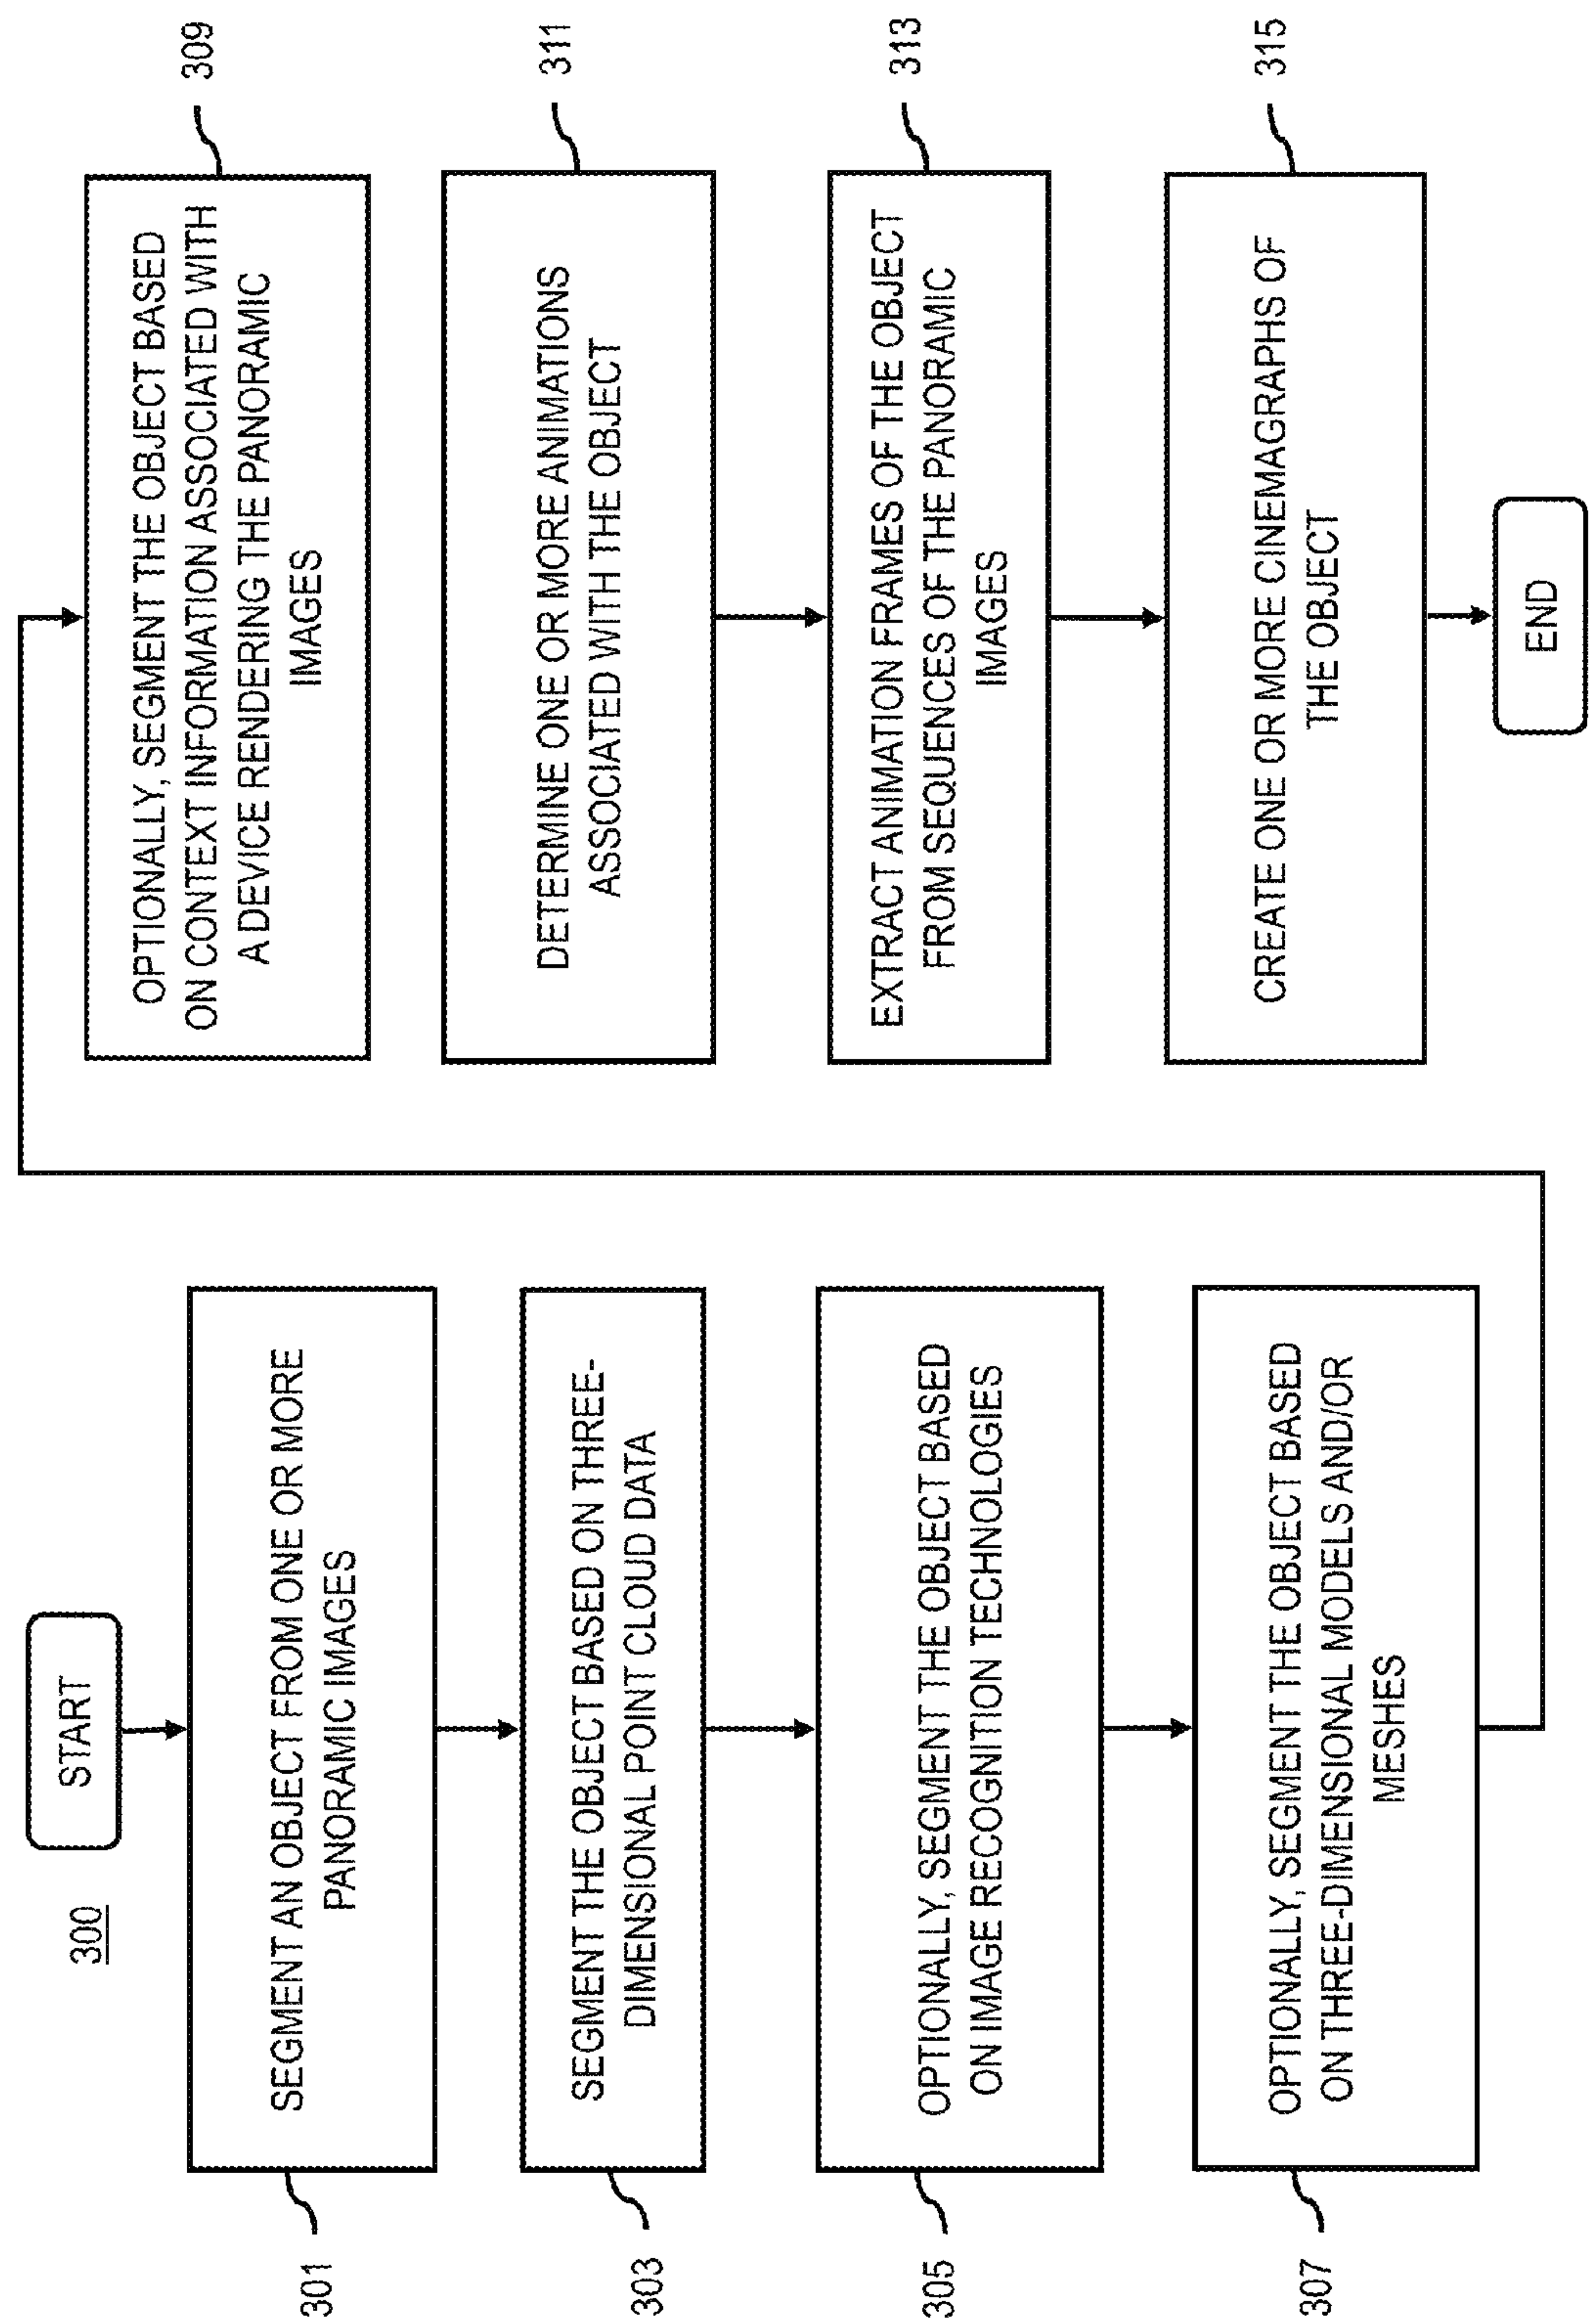 300
START
SEGMENT AN OBJECT FROM ONE OR MORE
PANORAMIC IMAGES
301
SEGMENT THE OBJECT BASED ON THREE-
DIMENSIONAL POINT CLOUD DATA
303
OPTIONALLY, SEGMENT THE OBJECT BASED
ON IMAGE RECOGNITION TECHNOLOGIES
305
OPTIONALLY, SEGMENT THE OBJECT BASED
ON THREE-DIMENSIONAL MODELS AND/OR
MESHES
307
OPTIONALLY, SEGMENT THE OBJECT BASED
ON CONTEXT INFORMATION ASSOCIATED WITH
A DEVICE RENDERING THE PANORAMIC
IMAGES
309
DETERMINE ONE OR MORE ANIMATIONS
ASSOCIATED WITH THE OBJECT
311
EXTRACT ANIMATION FRAMES OF THE OBJECT
FROM SEQUENCES OF THE PANORAMIC
IMAGES
313
CREATE ONE OR MORE CINEMAGRAPHS OF
THE OBJECT
315
END